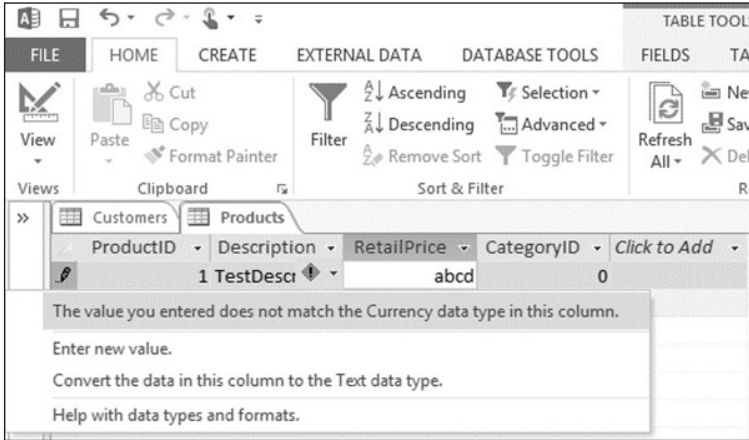 TABLE TOOL
FILE HOME CREATE EXTERNAL DATA DATABASE TOOLS FIELDS TA
View
Paste
Cut
Copy
Format Painter
Filter
Ascending
Descending
Remove Sort
Selection
Advanced
Toggle Filter
Refresh
All
Ne
Sav
Del
Views Clipboard Sort & Filter R
Customers Products
ProductID Description RetailPrice CategoryID Click to Add
1 TestDescr abcd 0
The value you entered does not match the Currency data type in this column.
Enter new value.
Convert the data in this column to the Text data type.
Help with data types and formats.